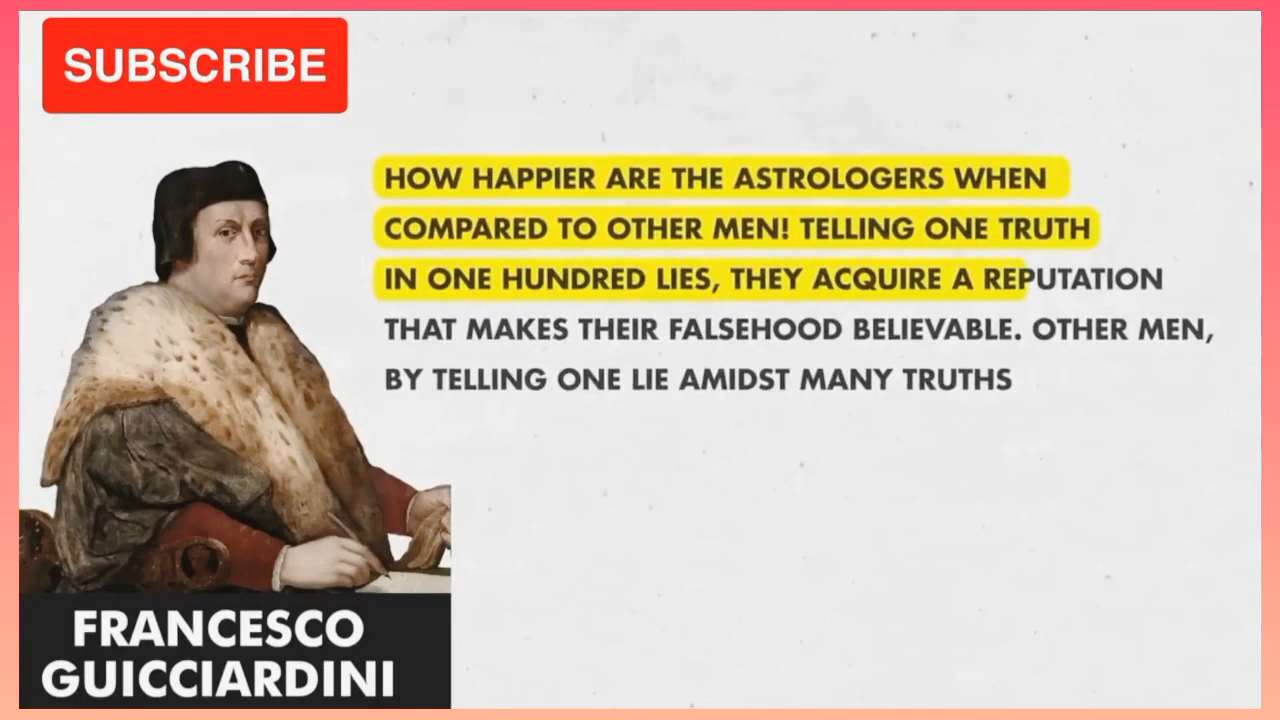 SUBSCRIBE
HOW HAPPIER ARE THE ASTROLOGERS WHEN
COMPARED TO OTHER MEN! TELLING ONE TRUTH
IN ONE HUNDRED LIES, THEY ACQUIRE A REPUTATION
THAT MAKES THEIR FALSEHOOD BELIEVABLE. OTHER MEN,
BY TELLING ONE LIE AMIDST MANY TRUTHS
FRANCESCO
GUICCIARDINI